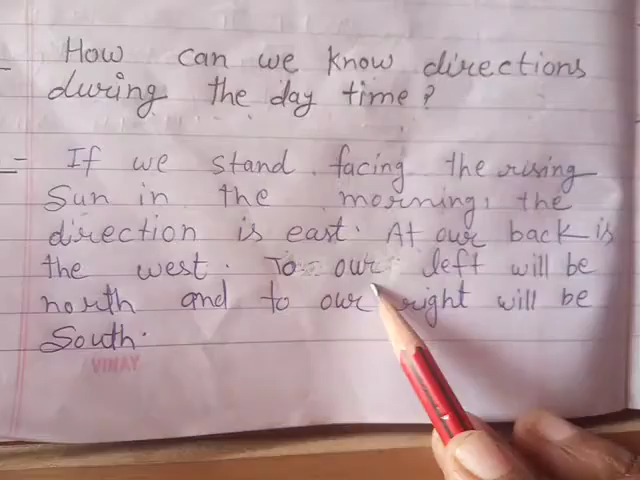 How can we know directions
during the day time?
If we stand facing the rising
Sun in the morning, the
direction is east. At our back is
the west. To our left will be
north and to our right will be
South.
VINAY